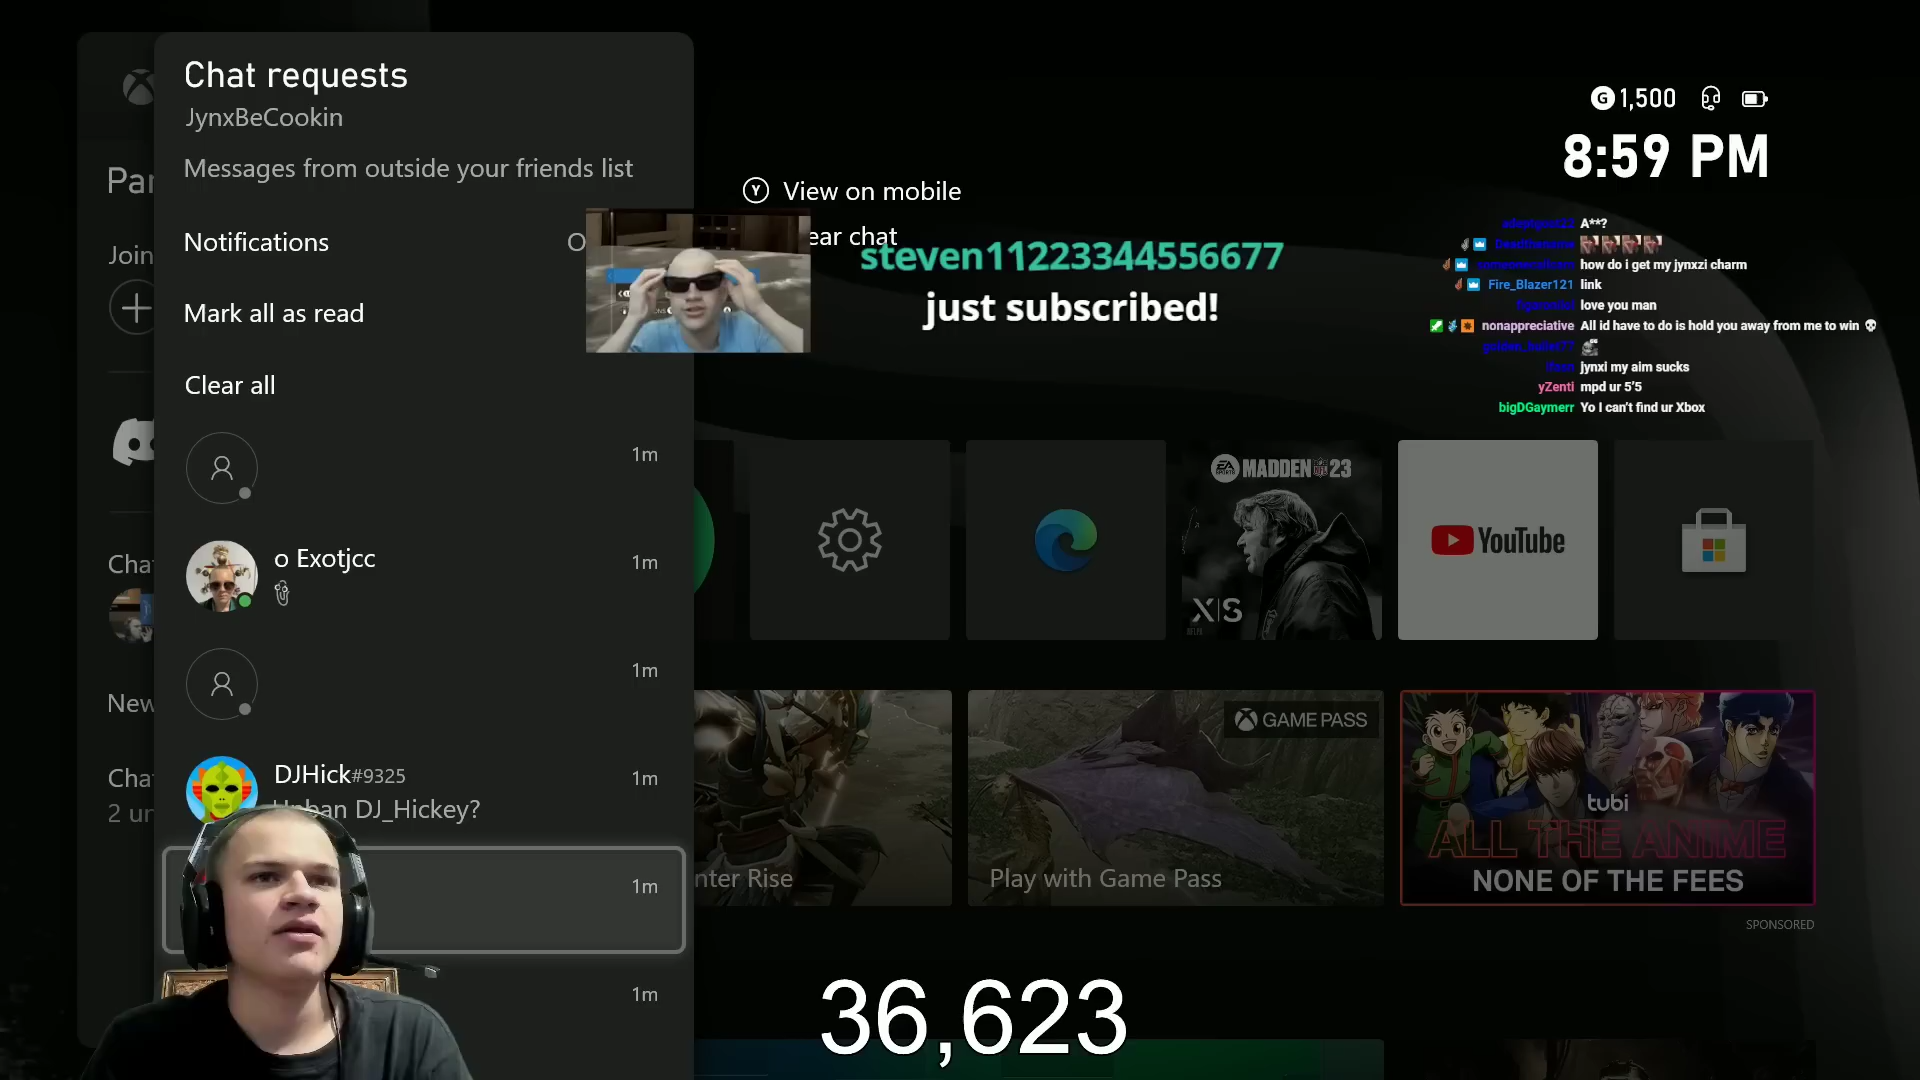 Chat requests
JynxBeCookin
Messages from outside your friends list
Notifications
Mark all as read
Clear all
1m
o Exotjcc
1m
1m
DJHick#9325
1m
DJ_Hickey?
1m
1m
Join
New
View on mobile
ear chat
steven11223344556677
just subscribed!
1,500
8:59 PM
A**?
how do i get my jynxzi charm
Fire_Blazer121 link
love you man
nonappreciative All id have to do is hold you away from me to win
jynxi my aim sucks
yZenti mpd ur 5'5
bigDGaymerr Yo I can't find ur Xbox
EA SPORTS MADDEN NFL 23
X|S
YouTube
nter Rise
GAME PASS
Play with Game Pass
tubi
ALL THE ANIME
NONE OF THE FEES
SPONSORED
36,623